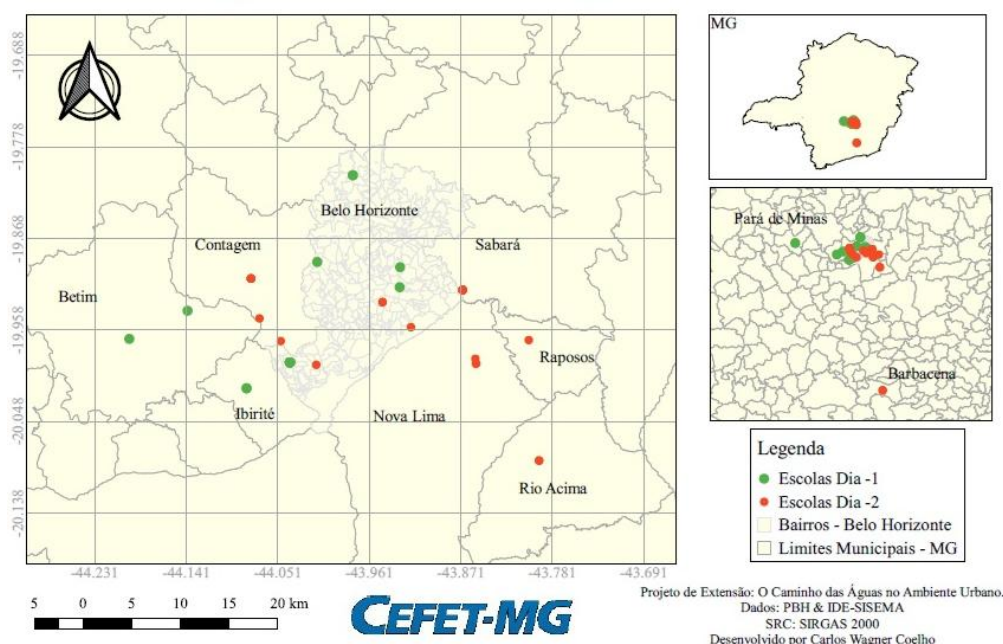 MG
-19.688
-19.778
-19.868
-19.958
-20.048
-20.138
Belo Horizonte
Contagem
Sabará
Betim
Raposos
Ibirité
Nova Lima
Rio Acima
-44.231
-44.141
-44.051
-43.961
-43.871
-43.781
-43.691
Pará de Minas
Barbacena
Legenda
Escolas Dia -1
Escolas Dia -2
Bairros - Belo Horizonte
Limites Municipais - MG
5 0 5 10 15 20 km
CEFET-MG
Projeto de Extensão: O Caminho das Águas no Ambiente Urbano.
Dados: PBH & IDE-SISEMA
SRC: SIRGAS 2000
Desenvolvido por Carlos Wagner Coelho